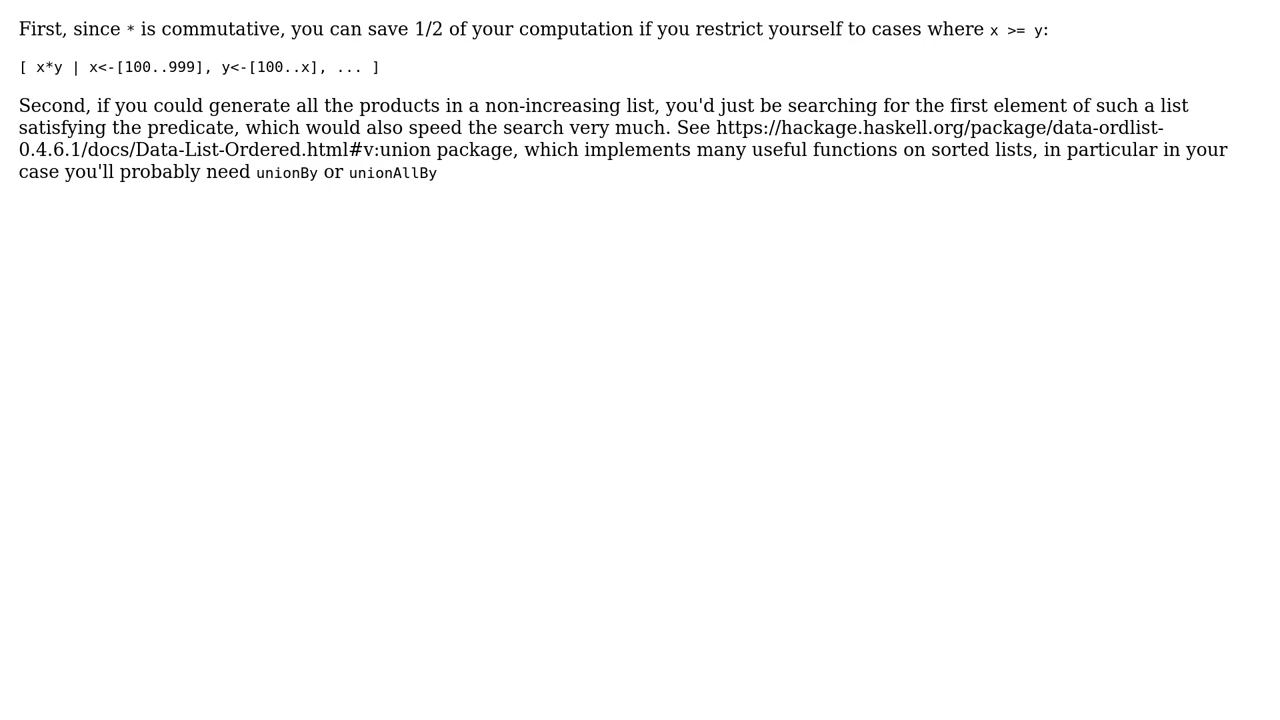 First, since * is commutative, you can save 1/2 of your computation if you restrict yourself to cases where x >= y:
[ x*y | x<-[100..999], y<-[100..x], ... ]
Second, if you could generate all the products in a non-increasing list, you'd just be searching for the first element of such a list
satisfying the predicate, which would also speed the search very much. See https://hackage.haskell.org/package/data-ordlist-
0.4.6.1/docs/Data-List-Ordered.html#v:union package, which implements many useful functions on sorted lists, in particular in your
case you'll probably need unionBy or unionAllBy